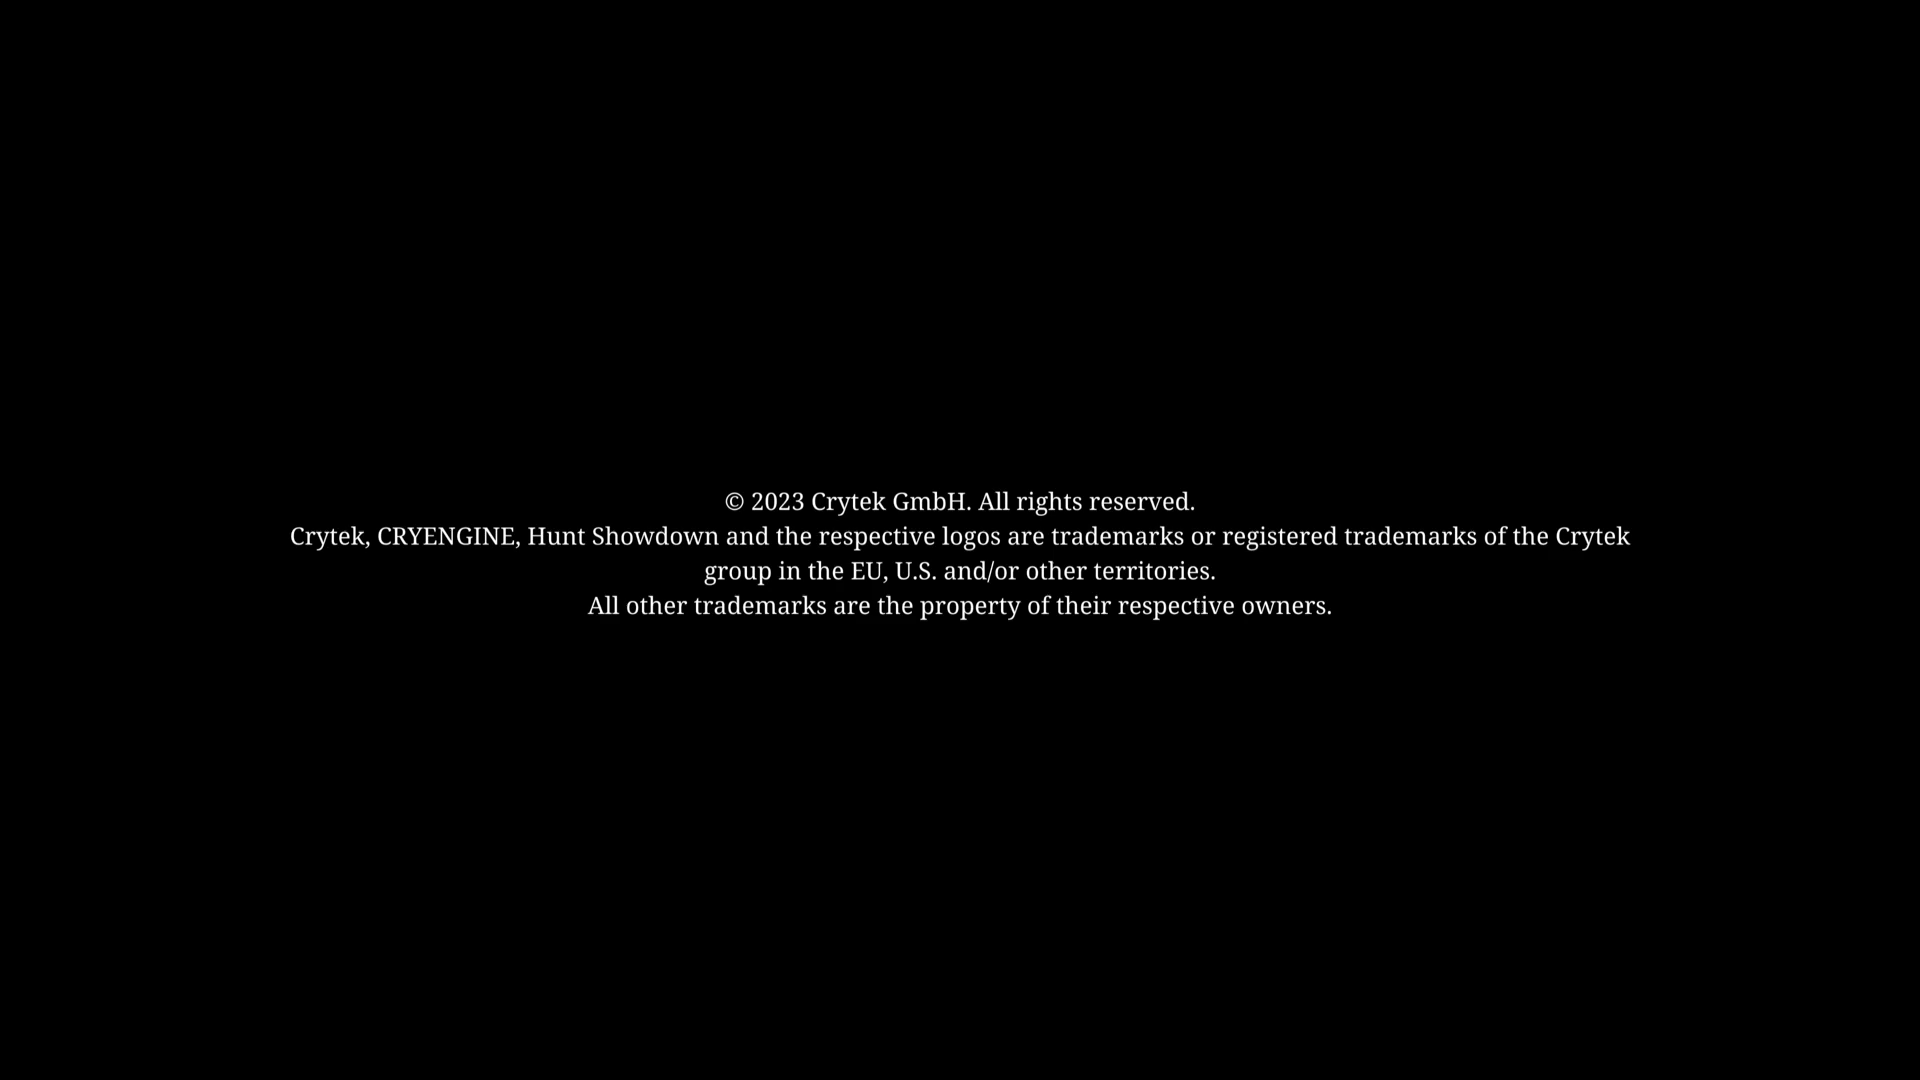 © 2023 Crytek GmbH. All rights reserved.
Crytek, CRYENGINE, Hunt Showdown and the respective logos are trademarks or registered trademarks of the Crytek
group in the EU, U.S. and/or other territories.
All other trademarks are the property of their respective owners.